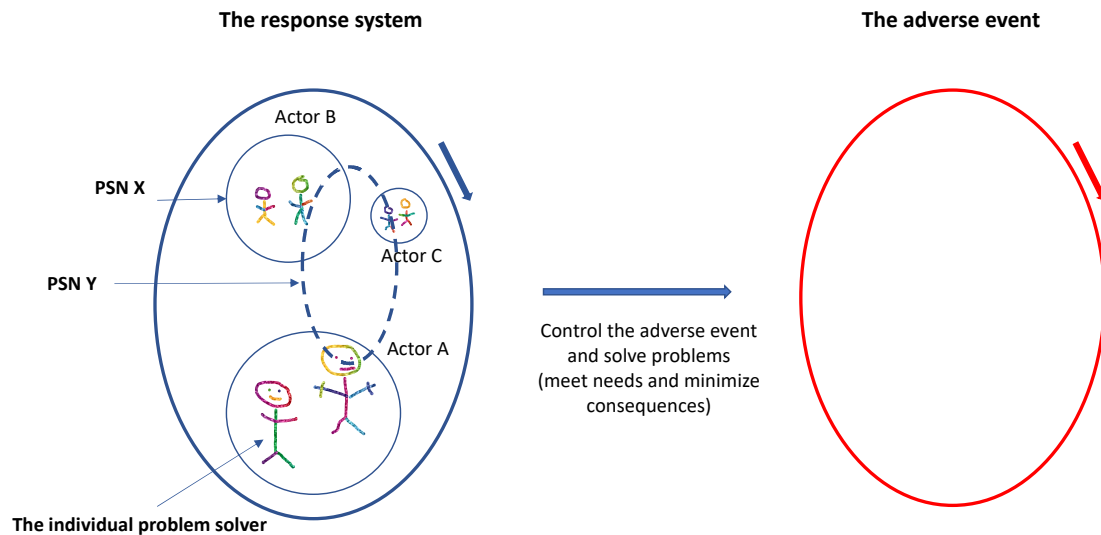 The response system
The adverse event
Actor B
PSN X
Actor C
PSN Y
Actor A
Control the adverse event
and solve problems
(meet needs and minimize
consequences)
The individual problem solver